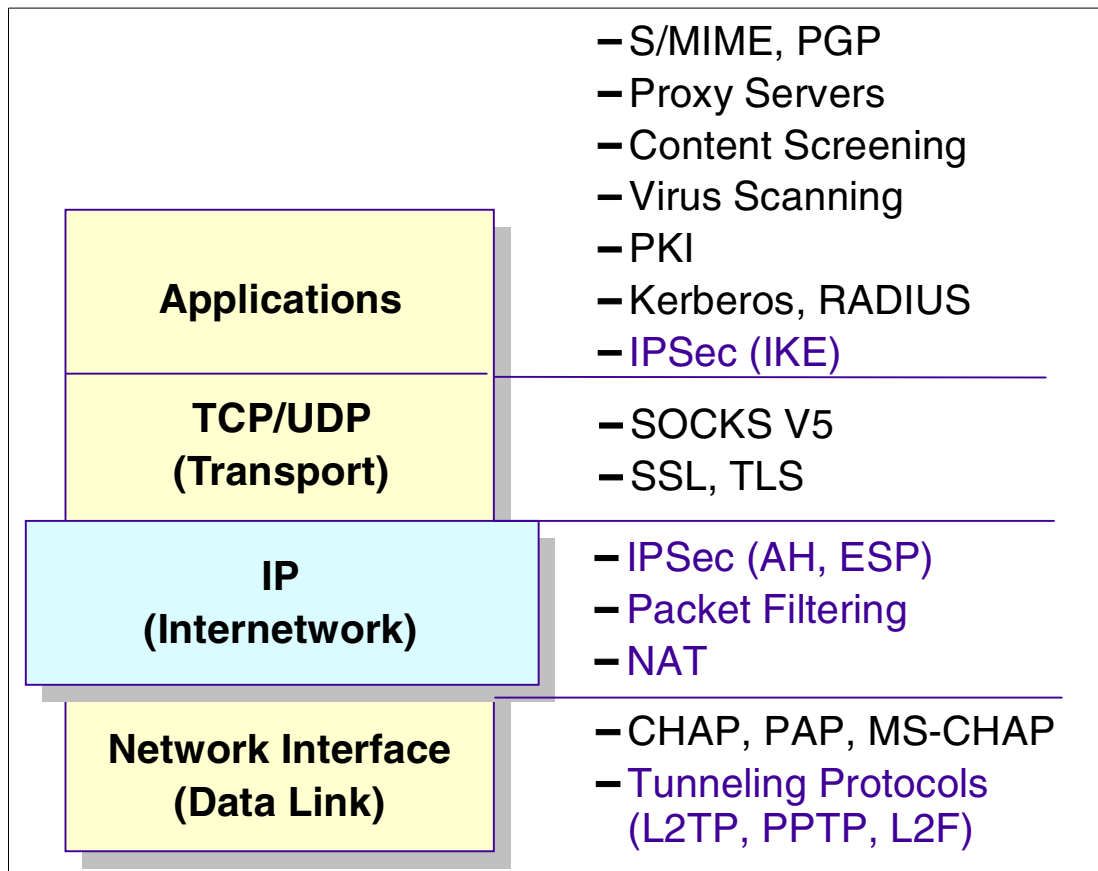 – S/MIME, PGP
– Proxy Servers
– Content Screening
– Virus Scanning
– PKI
– Kerberos, RADIUS
– IPSec (IKE)
Applications
– SOCKS V5
– SSL, TLS
TCP/UDP
(Transport)
– IPSec (AH, ESP)
– Packet Filtering
– NAT
IP
(Internetwork)
– CHAP, PAP, MS-CHAP
– Tunneling Protocols
(L2TP, PPTP, L2F)
Network Interface
(Data Link)